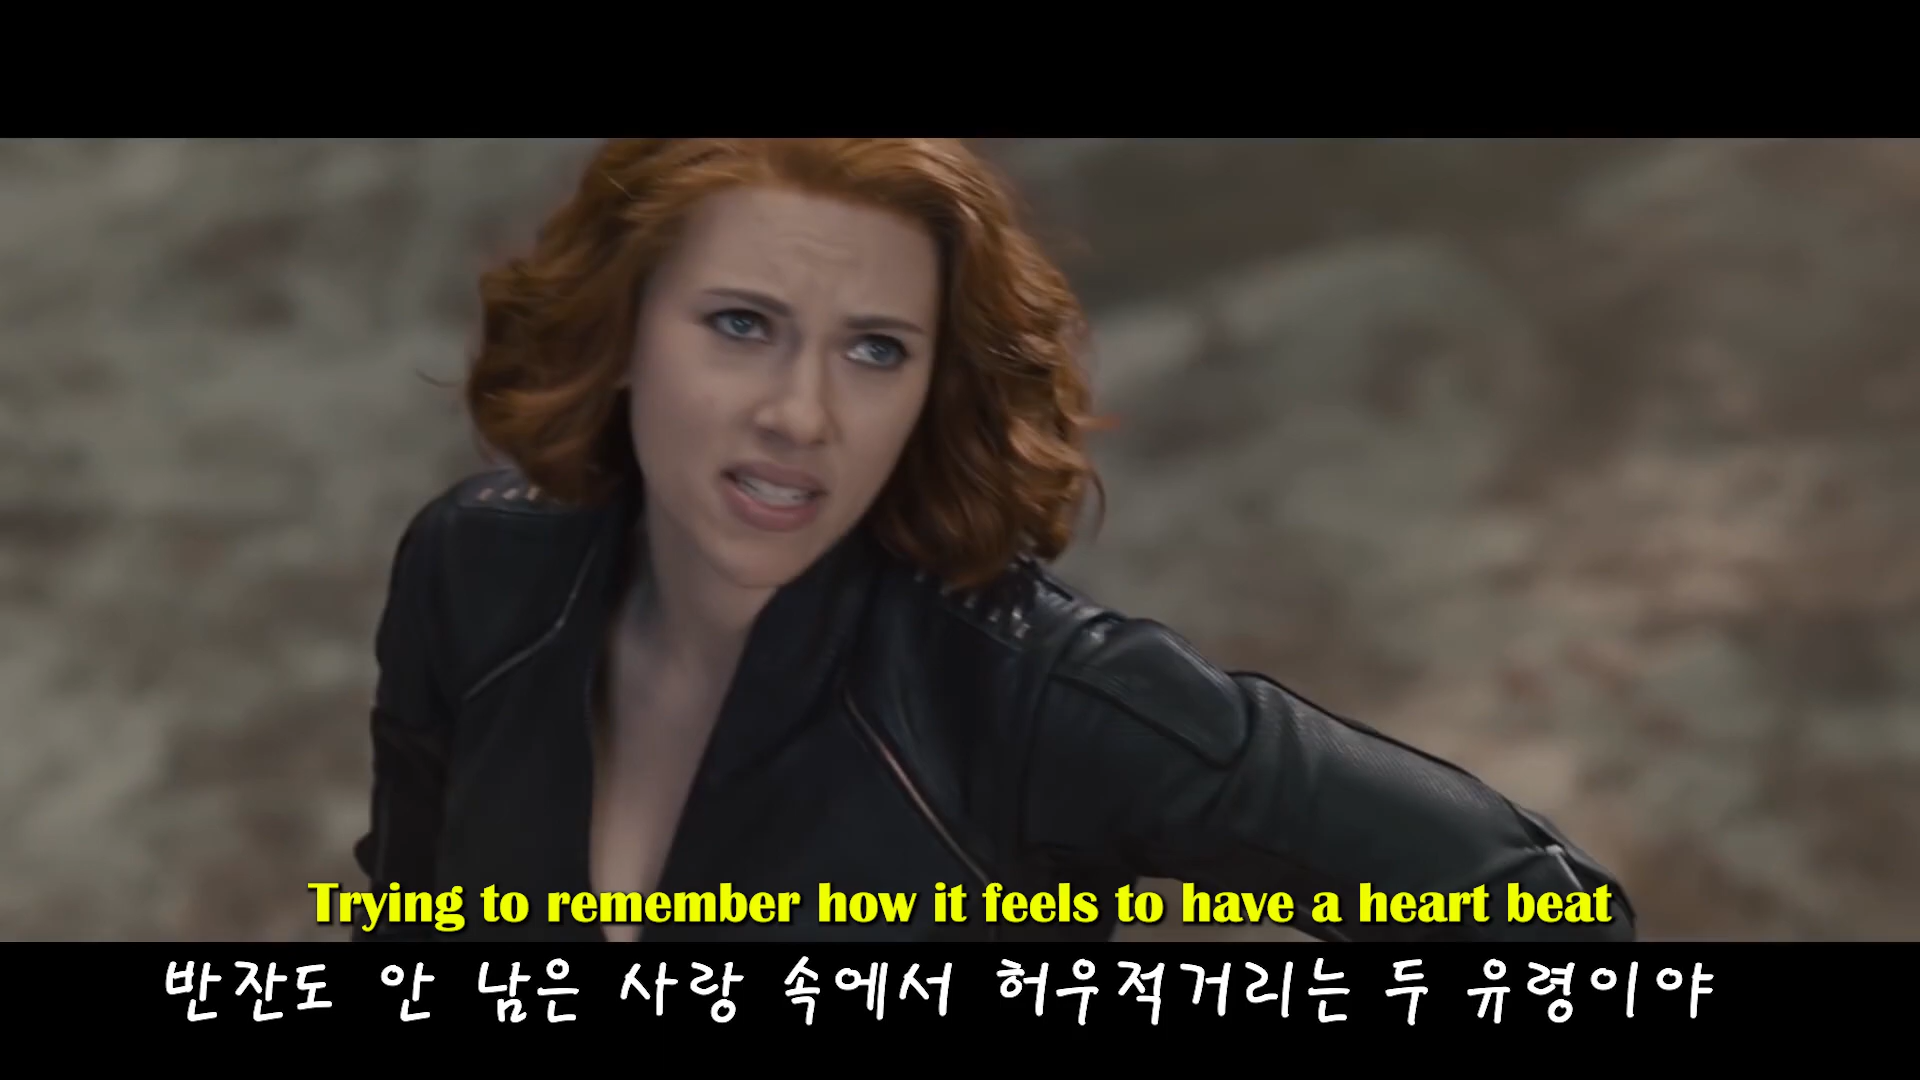 Trying to remember how it feels to have a heart beat
반잔도 안 남은 사랑 속에서 허우적거리는 두 유령이야